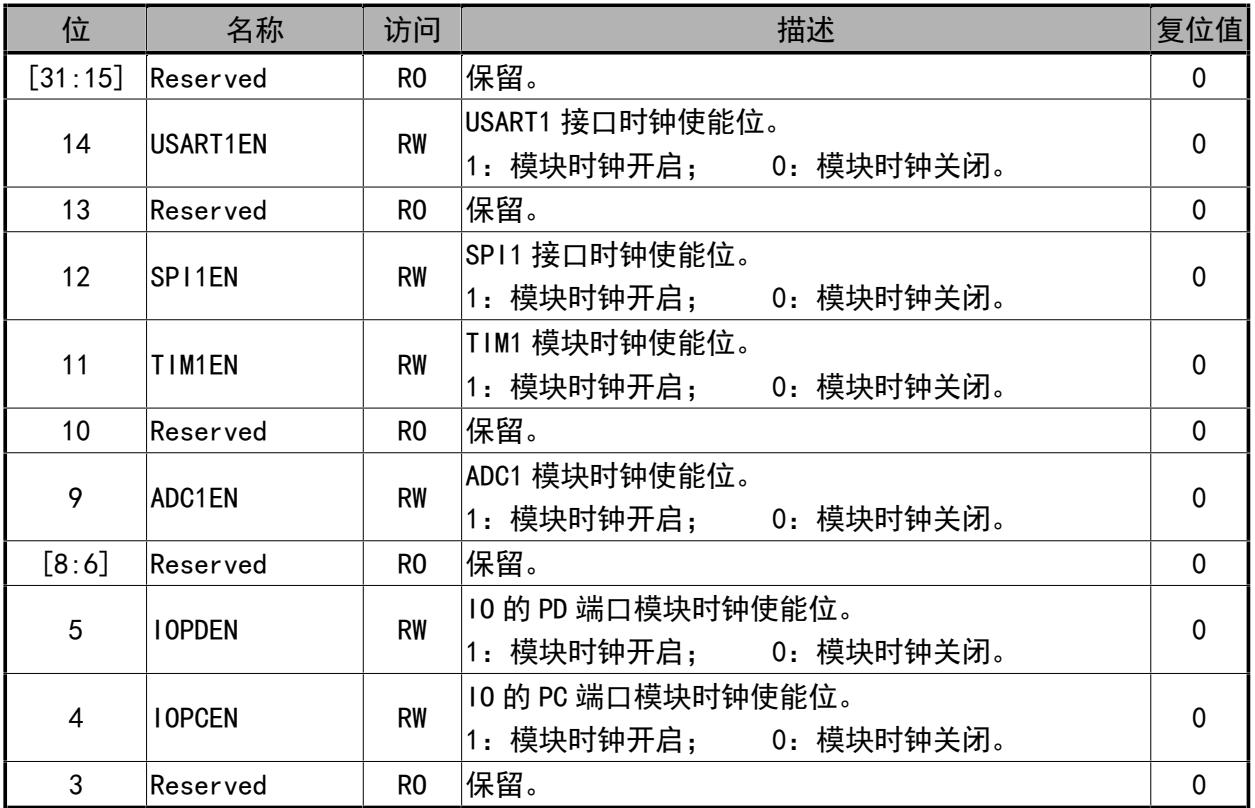 位 名称 访问 描述 复位值
[31:15] Reserved RO 保留。 0
14 USART1EN RW USART1 接口时钟使能位。 0
1：模块时钟开启； 0：模块时钟关闭。
13 Reserved RO 保留。 0
12 SPI1EN RW SPI1 接口时钟使能位。 0
1：模块时钟开启； 0：模块时钟关闭。
11 TIM1EN RW TIM1 模块时钟使能位。 0
1：模块时钟开启； 0：模块时钟关闭。
10 Reserved RO 保留。 0
9 ADC1EN RW ADC1 模块时钟使能位。 0
1：模块时钟开启； 0：模块时钟关闭。
[8:6] Reserved RO 保留。 0
5 IOPDEN RW IO 的 PD 端口模块时钟使能位。 0
1：模块时钟开启； 0：模块时钟关闭。
4 IOPCEN RW IO 的 PC 端口模块时钟使能位。 0
1：模块时钟开启； 0：模块时钟关闭。
3 Reserved RO 保留。 0